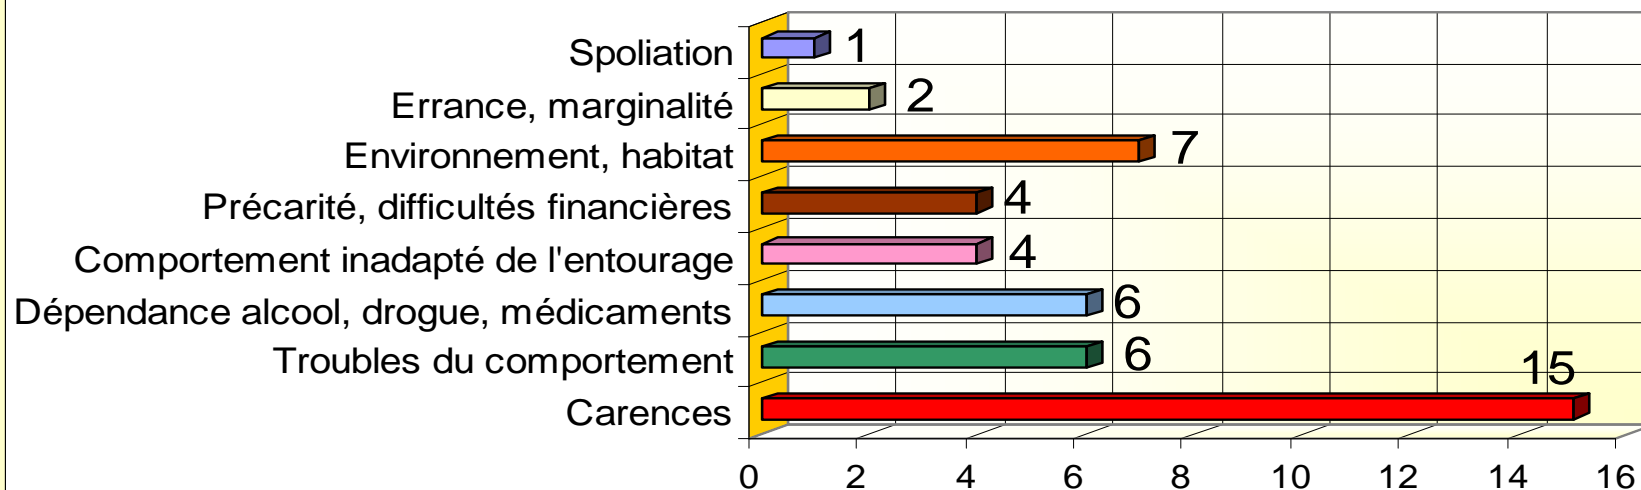 Spoliation 1
Errance, marginalité 2
Environnement, habitat 7
Précarité, difficultés financières 4
Comportement inadapté de l'entourage 4
Dépendance alcool, drogue, médicaments 6
Troubles du comportement 6
Carences 15
0 2 4 6 8 10 12 14 16